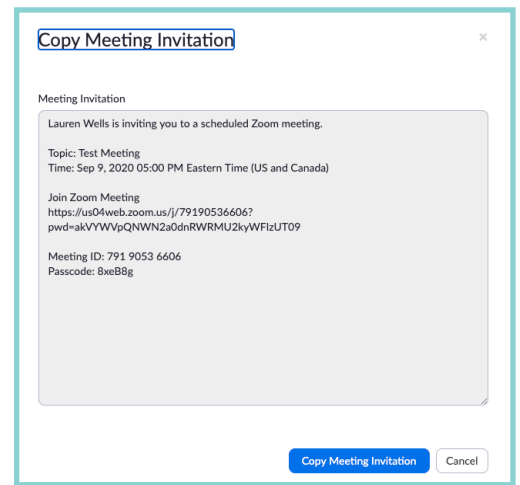 Copy Meeting Invitation
×
Meeting Invitation
Lauren Wells is inviting you to a scheduled Zoom meeting.
Topic: Test Meeting
Time: Sep 9, 2020 05:00 PM Eastern Time (US and Canada)
Join Zoom Meeting
https://us04web.zoom.us/j/79190536606?
pwd=akVYWVpQNWN2a0dnRWRMU2kyWFIzUT09
Meeting ID: 791 9053 6606
Passcode: 8xeB8g
Copy Meeting Invitation
Cancel